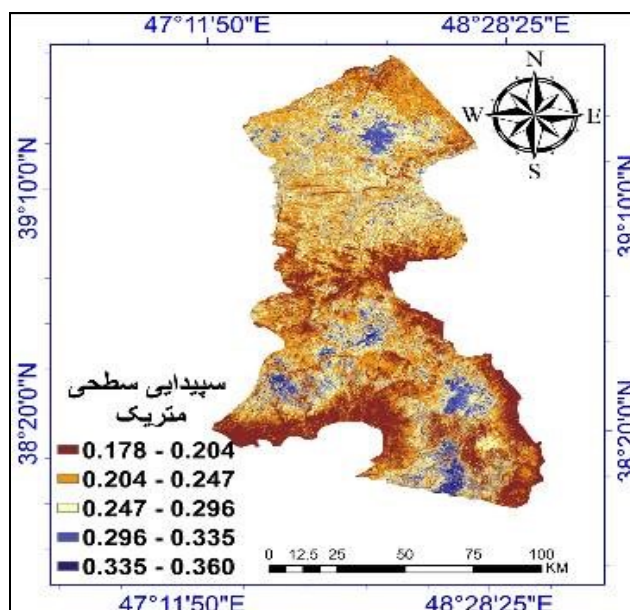 47°11'50"E 48°28'25"E
N
W E
S
39°10'0"N
39°10'0"N
سپیدایی سطحی
متریک
38°20'0"N
38°20'0"N
0.178 - 0.204
0.204 - 0.247
0.247 - 0.296
0.296 - 0.335
0.335 - 0.360
0 12.5 25 50 75 100
KM
47°11'50"E 48°28'25"E